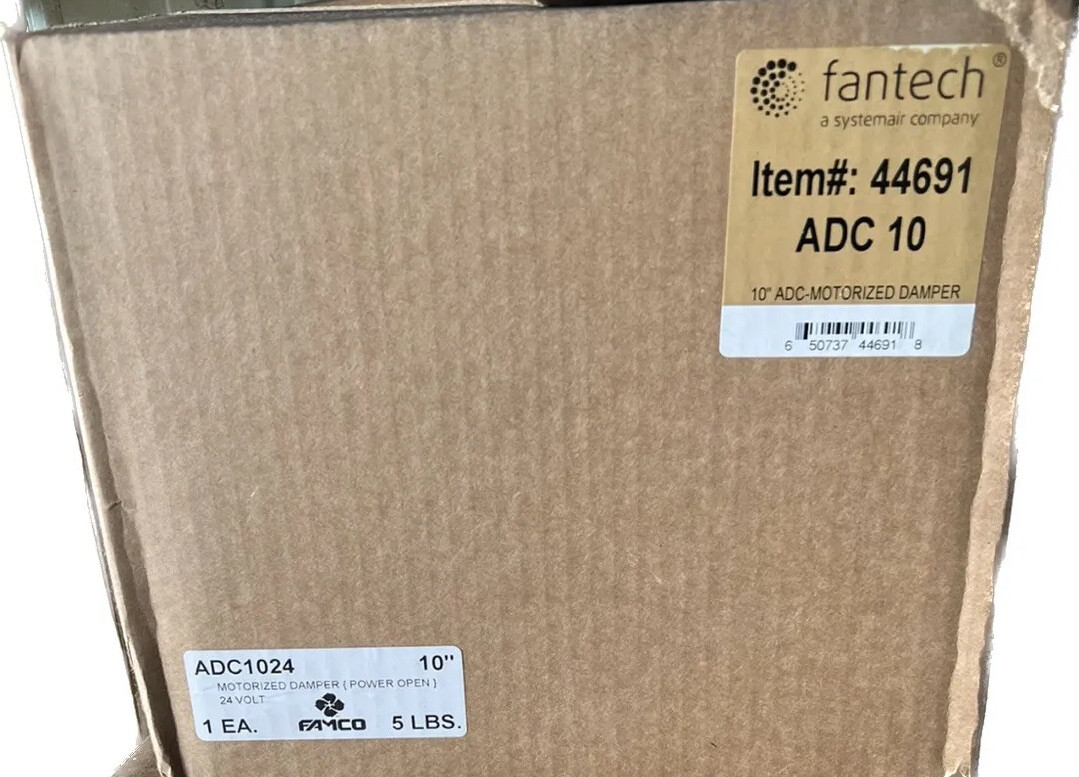 fantech®
a systemair company
Item#: 44691
ADC 10
10" ADC-MOTORIZED DAMPER
6 50737 44691 8
ADC1024 10"
MOTORIZED DAMPER { POWER OPEN }
24 VOLT
1 EA. FAMCO 5 LBS.